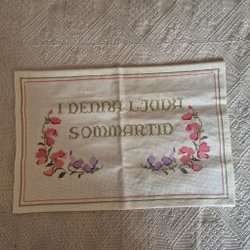 I DENNA LJUVA
SOMMARTID